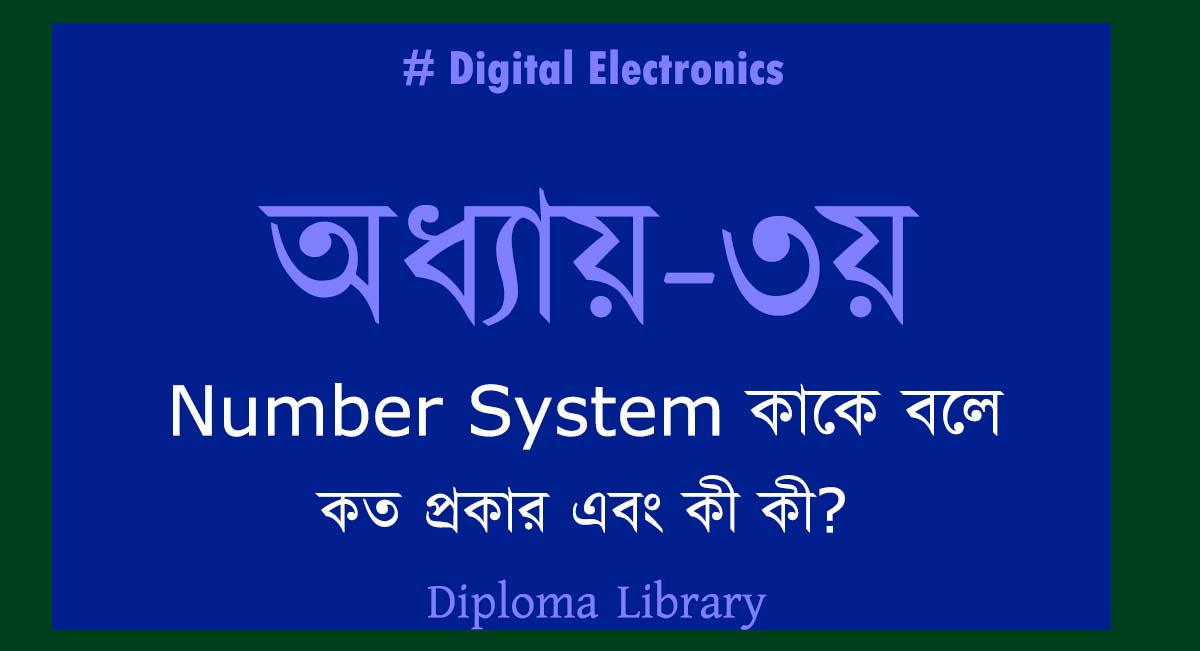 # Digital Electronics
অধ্যায়-৩য়
Number System কাকে বলে
কত প্রকার এবং কী কী?
Diploma Library